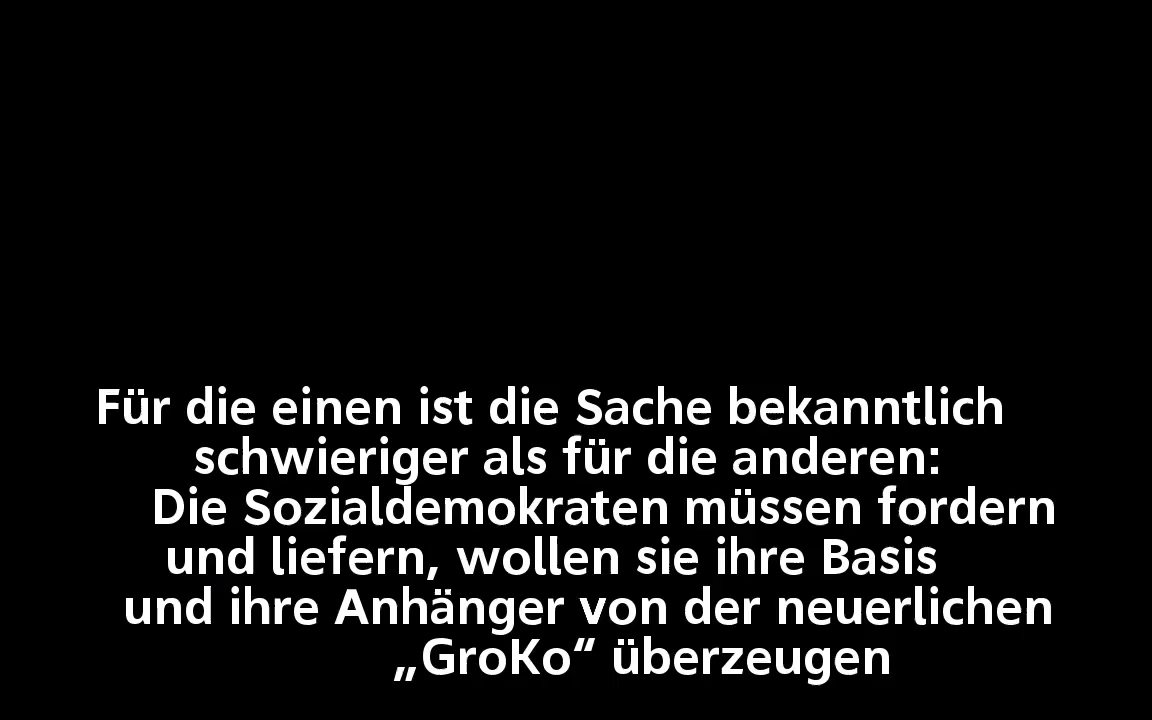 Für die einen ist die Sache bekanntlich
schwieriger als für die anderen:
Die Sozialdemokraten müssen fordern
und liefern, wollen sie ihre Basis
und ihre Anhänger von der neuerlichen
„GroKo“ überzeugen